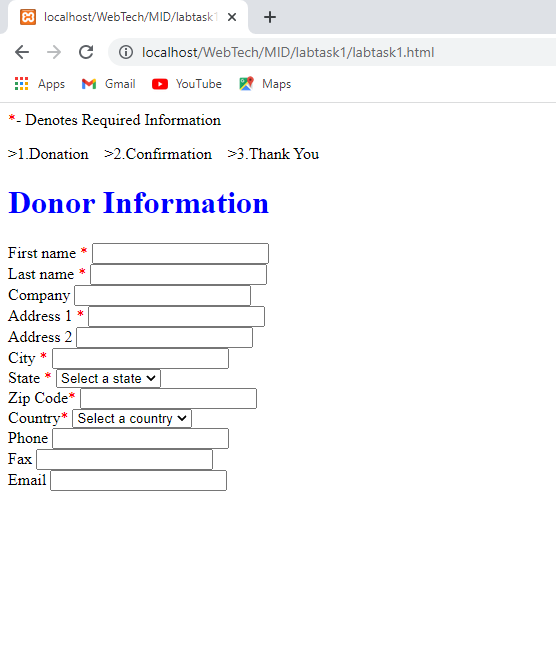 localhost/WebTech/MID/labtask1
localhost/WebTech/MID/labtask1/labtask1.html
Apps Gmail YouTube Maps
*- Denotes Required Information
>1.Donation >2.Confirmation >3.Thank You
Donor Information
First name *
Last name *
Company
Address 1 *
Address 2
City *
State * Select a state
Zip Code*
Country* Select a country
Phone
Fax
Email